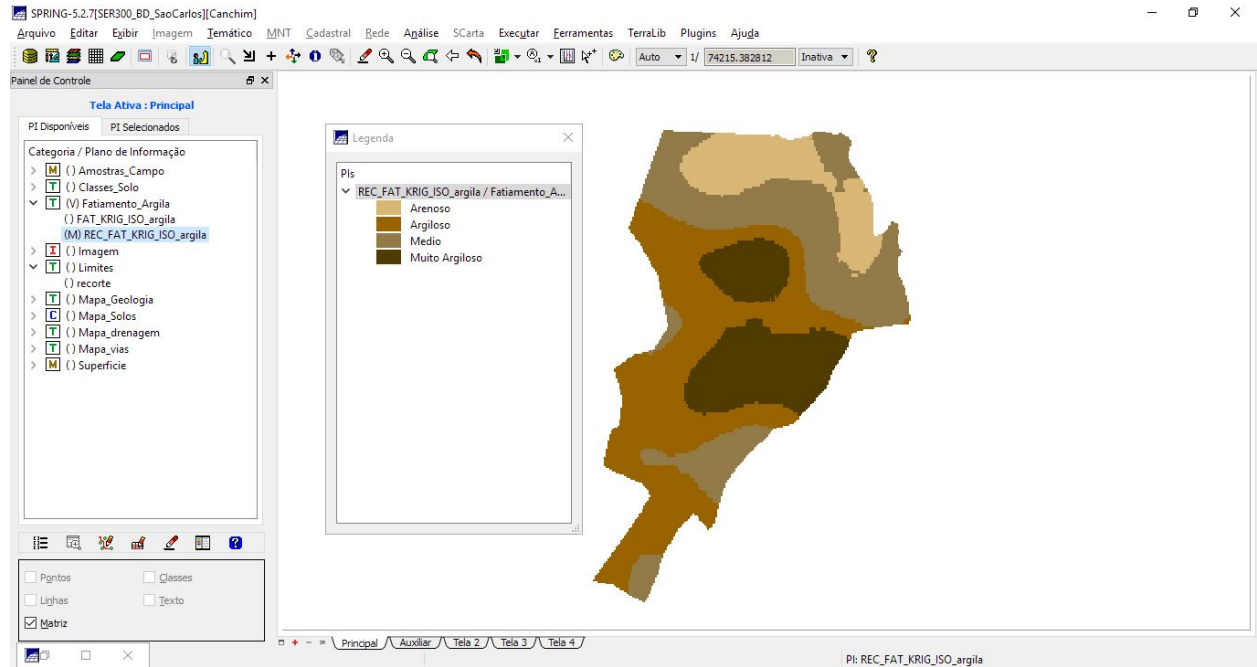 SPRING-5.2.7[SER300_BD_SaoCarlos][Canchim]
Arquivo Editar Exibir Imagem Temático MNT Cadastral Rede Análise SCarta Executar Ferramentas TerraLib Plugins Ajuda
Auto 1/ 74215.382812 Inativa
Painel de Controle
Tela Ativa : Principal
PI Disponíveis PI Selecionados
Categoria / Plano de Informação
M () Amostras_Campo
T () Classes_Solo
T (V) Fatiamento_Argila
() FAT_KRIG_ISO_argila
(M) REC_FAT_KRIG_ISO_argila
I () Imagem
T () Limites
() recorte
T () Mapa_Geologia
C () Mapa_Solos
T () Mapa_drenagem
T () Mapa_vias
M () Superficie
Pontos Classes
Linhas Texto
Matriz
Legenda
PIs
REC_FAT_KRIG_ISO_argila / Fatiamento_A...
Arenoso
Argiloso
Medio
Muito Argiloso
Principal Auxiliar Tela 2 Tela 3 Tela 4
PI: REC_FAT_KRIG_ISO_argila